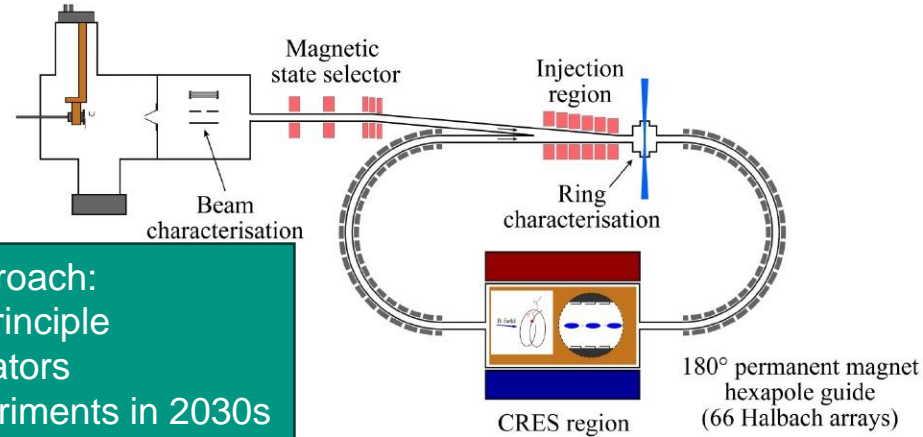 Magnetic
state selector
Injection
region
Beam
characterisation
Ring
characterisation
roach:
rinciple
ators
riments in 2030s
B field
CRES region
180° permanent magnet
hexapole guide
(66 Halbach arrays)